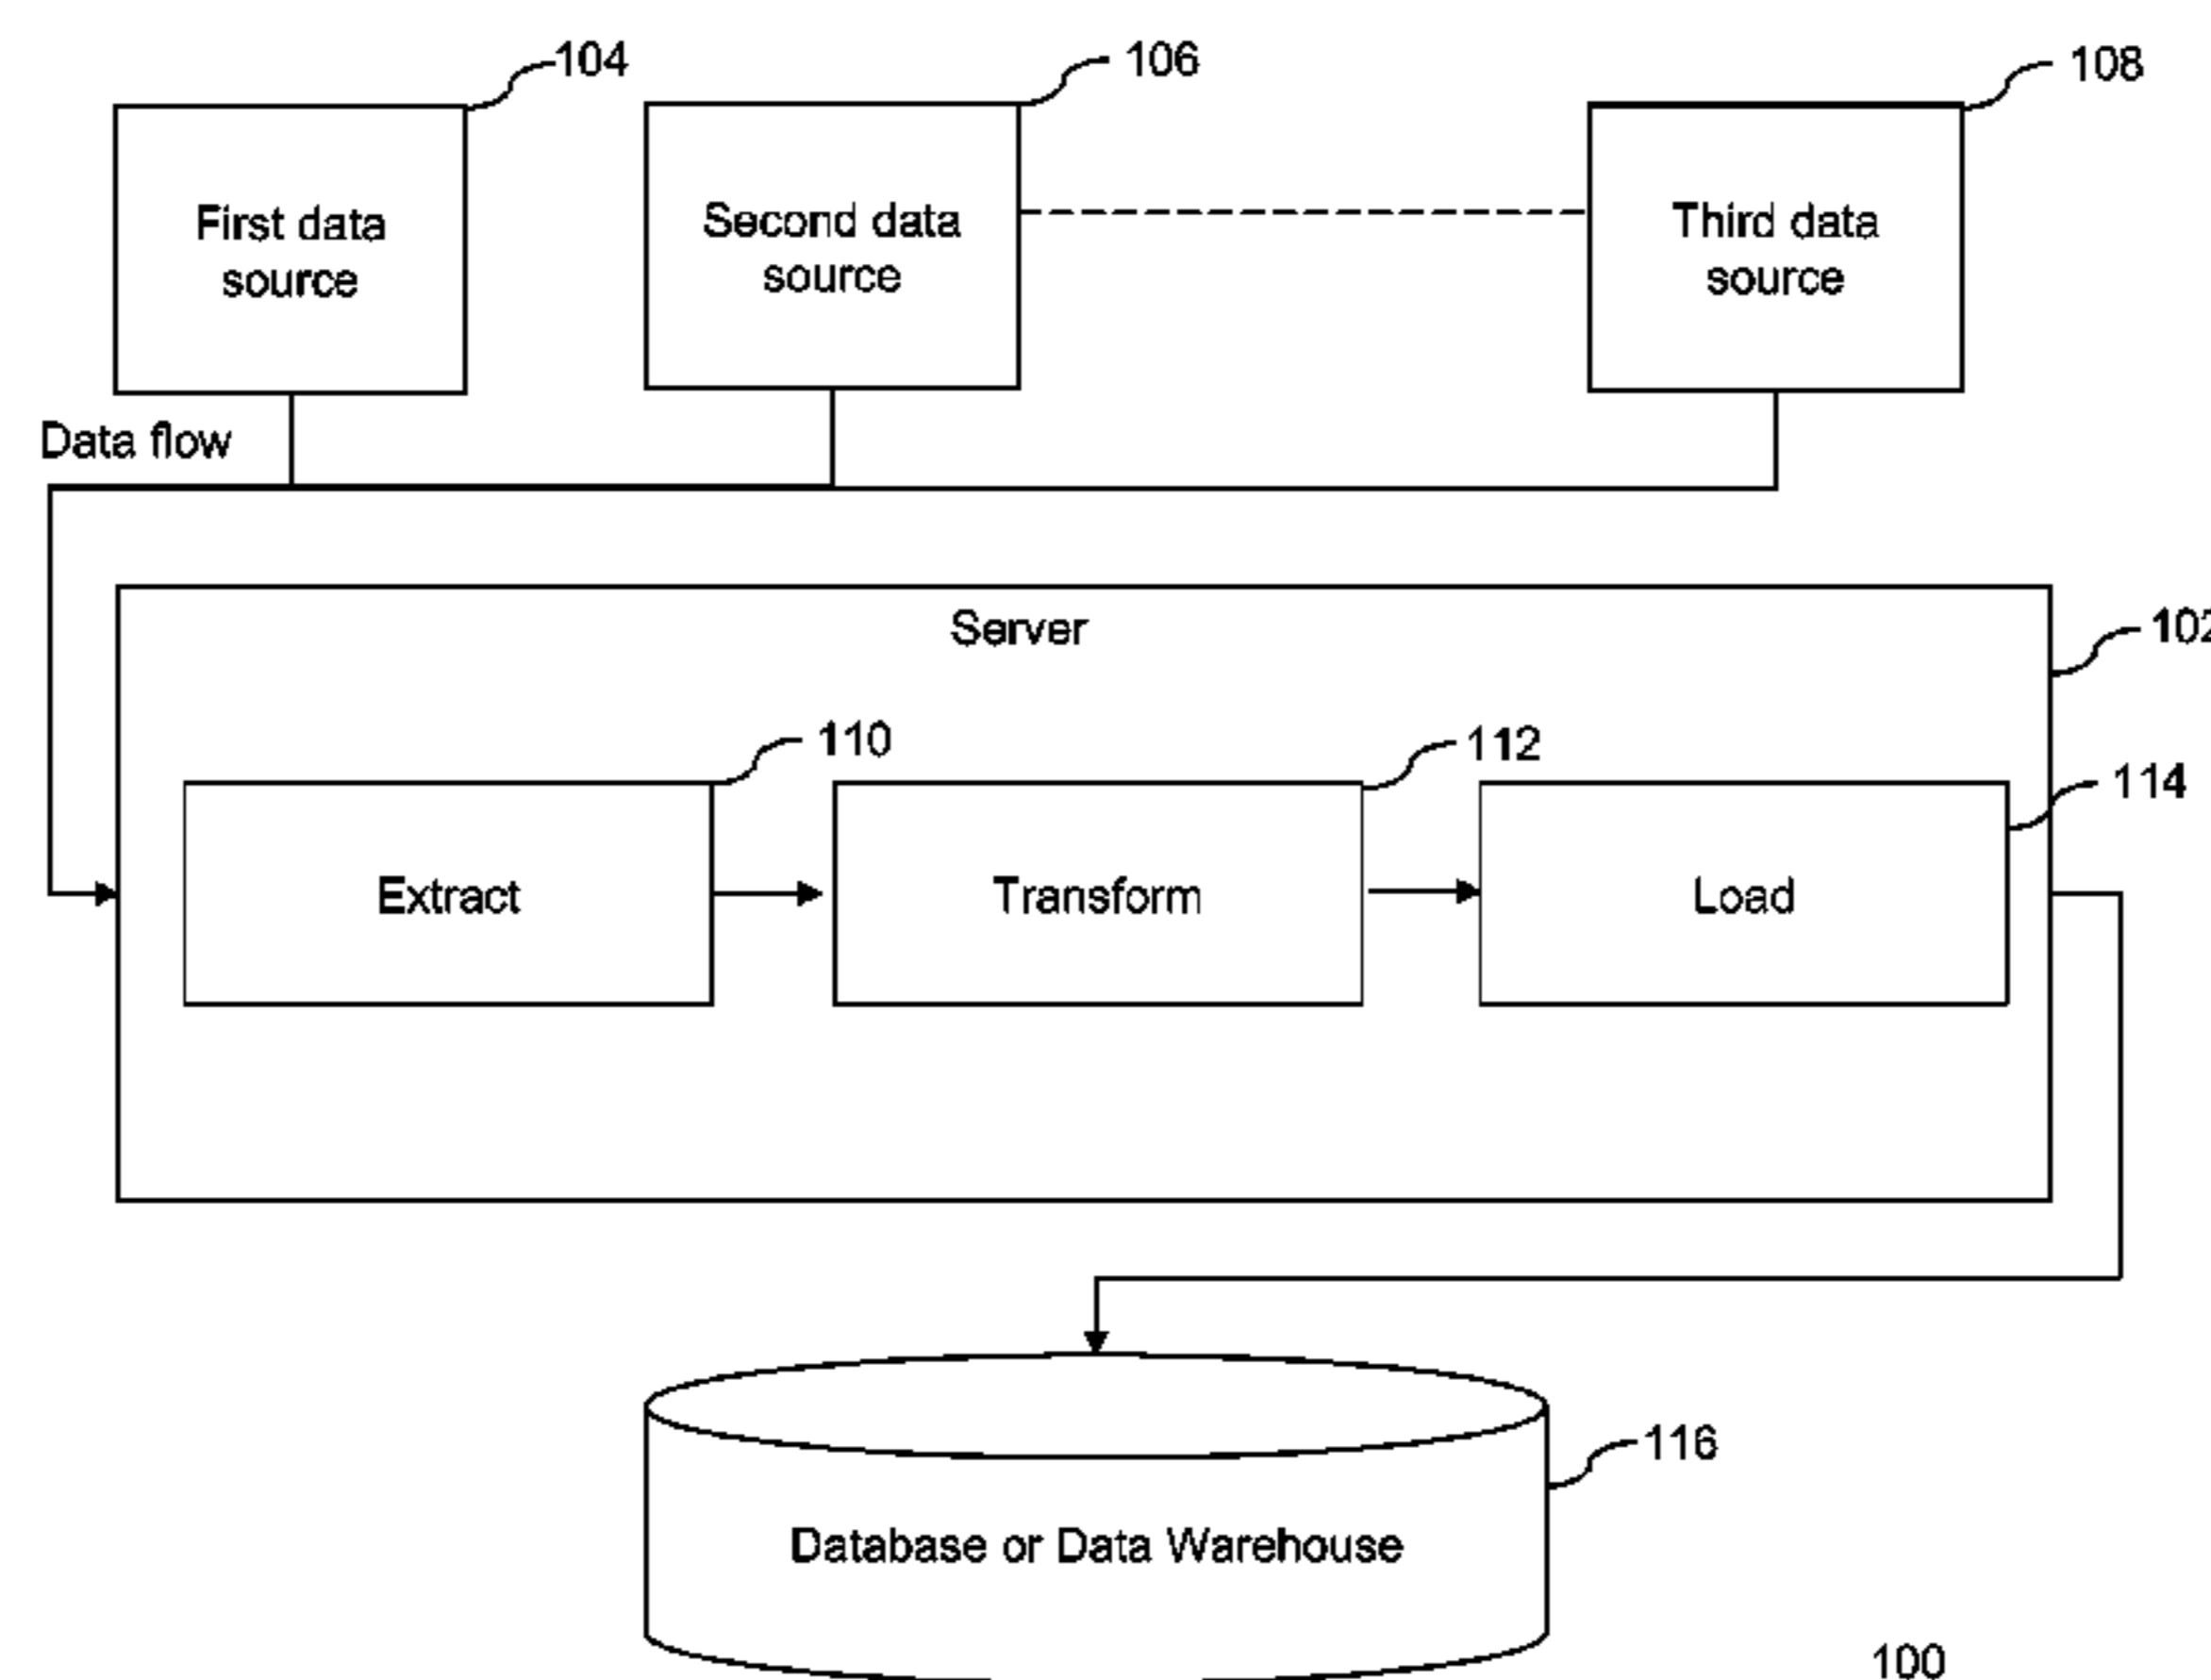 104
106
108
First data
source
Second data
source
Third data
source
Data flow
Server
102
110
112
114
Extract
Transform
Load
116
Database or Data Warehouse
100